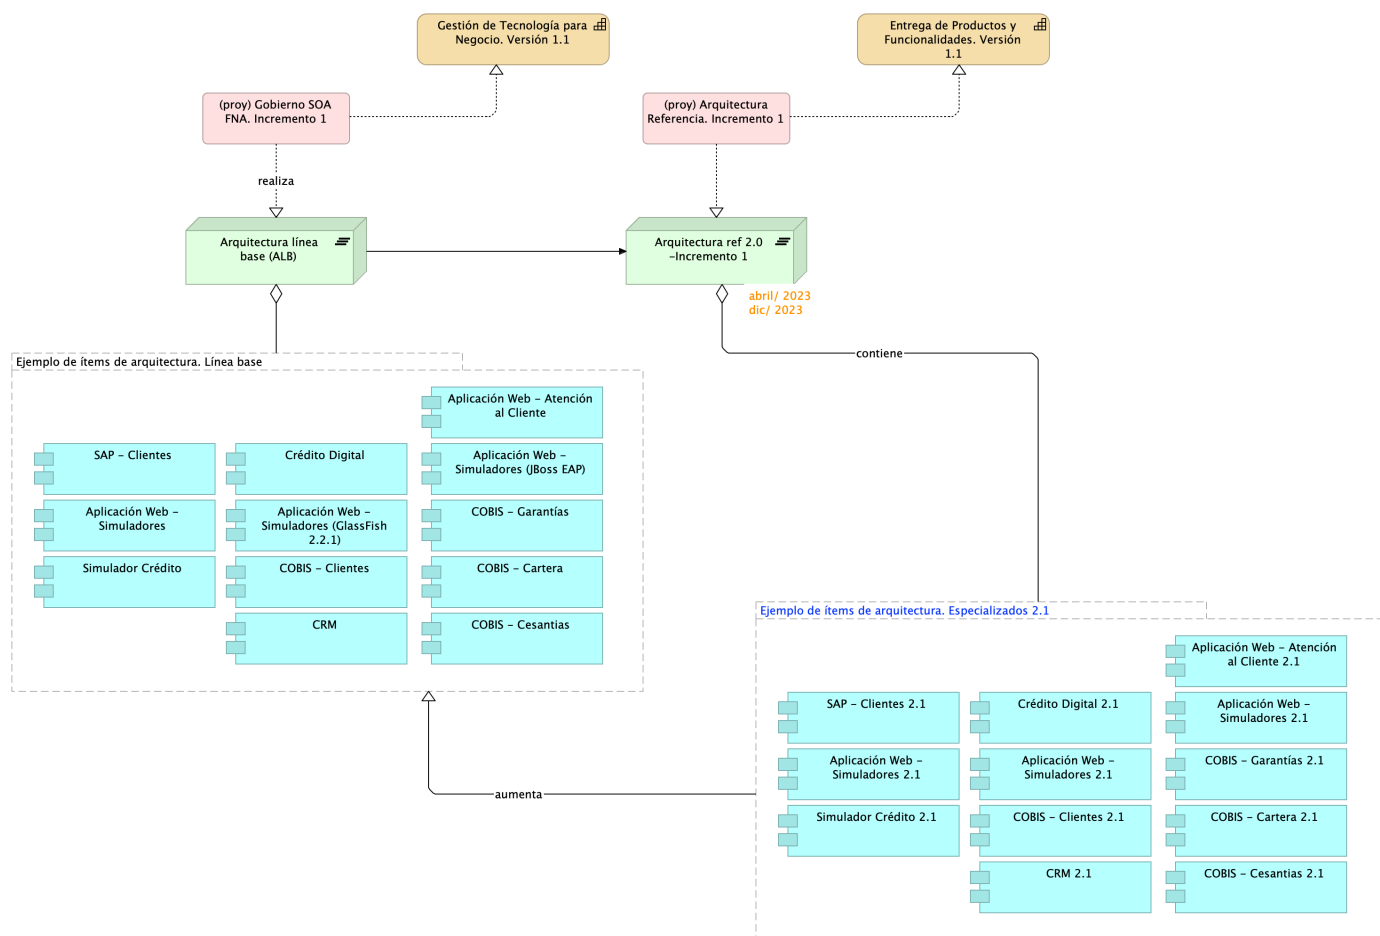 Gestión de Tecnología para
Negocio. Versión 1.1
Entrega de Productos y
Funcionalidades. Versión
1.1
(proy) Gobierno SOA
FNA. Incremento 1
(proy) Arquitectura
Referencia. Incremento 1
realiza
Arquitectura línea
base (ALB)
Arquitectura ref 2.0
-Incremento 1
abril/ 2023
dic/ 2023
contiene
Ejemplo de ítems de arquitectura. Línea base
Aplicación Web - Atención
al Cliente
SAP - Clientes
Crédito Digital
Aplicación Web -
Simuladores (JBoss EAP)
Aplicación Web -
Simuladores
Aplicación Web -
Simuladores (GlassFish
2.2.1)
COBIS - Garantías
Simulador Crédito
COBIS - Clientes
COBIS - Cartera
CRM
COBIS - Cesantias
aumenta
Ejemplo de ítems de arquitectura. Especializados 2.1
Aplicación Web - Atención
al Cliente 2.1
SAP - Clientes 2.1
Crédito Digital 2.1
Aplicación Web -
Simuladores 2.1
Aplicación Web -
Simuladores 2.1
Aplicación Web -
Simuladores 2.1
COBIS - Garantías 2.1
Simulador Crédito 2.1
COBIS - Clientes 2.1
COBIS - Cartera 2.1
CRM 2.1
COBIS - Cesantias 2.1